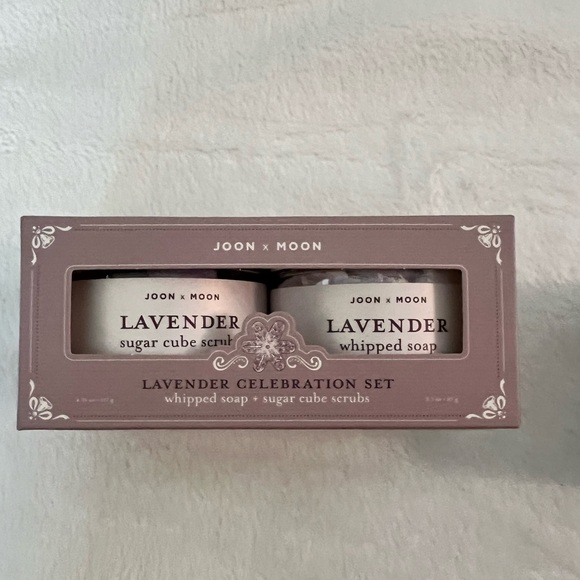 JOON x MOON
JOON x MOON
LAVENDER
sugar cube scrub
JOON x MOON
LAVENDER
whipped soap
LAVENDER CELEBRATION SET
whipped soap + sugar cube scrubs